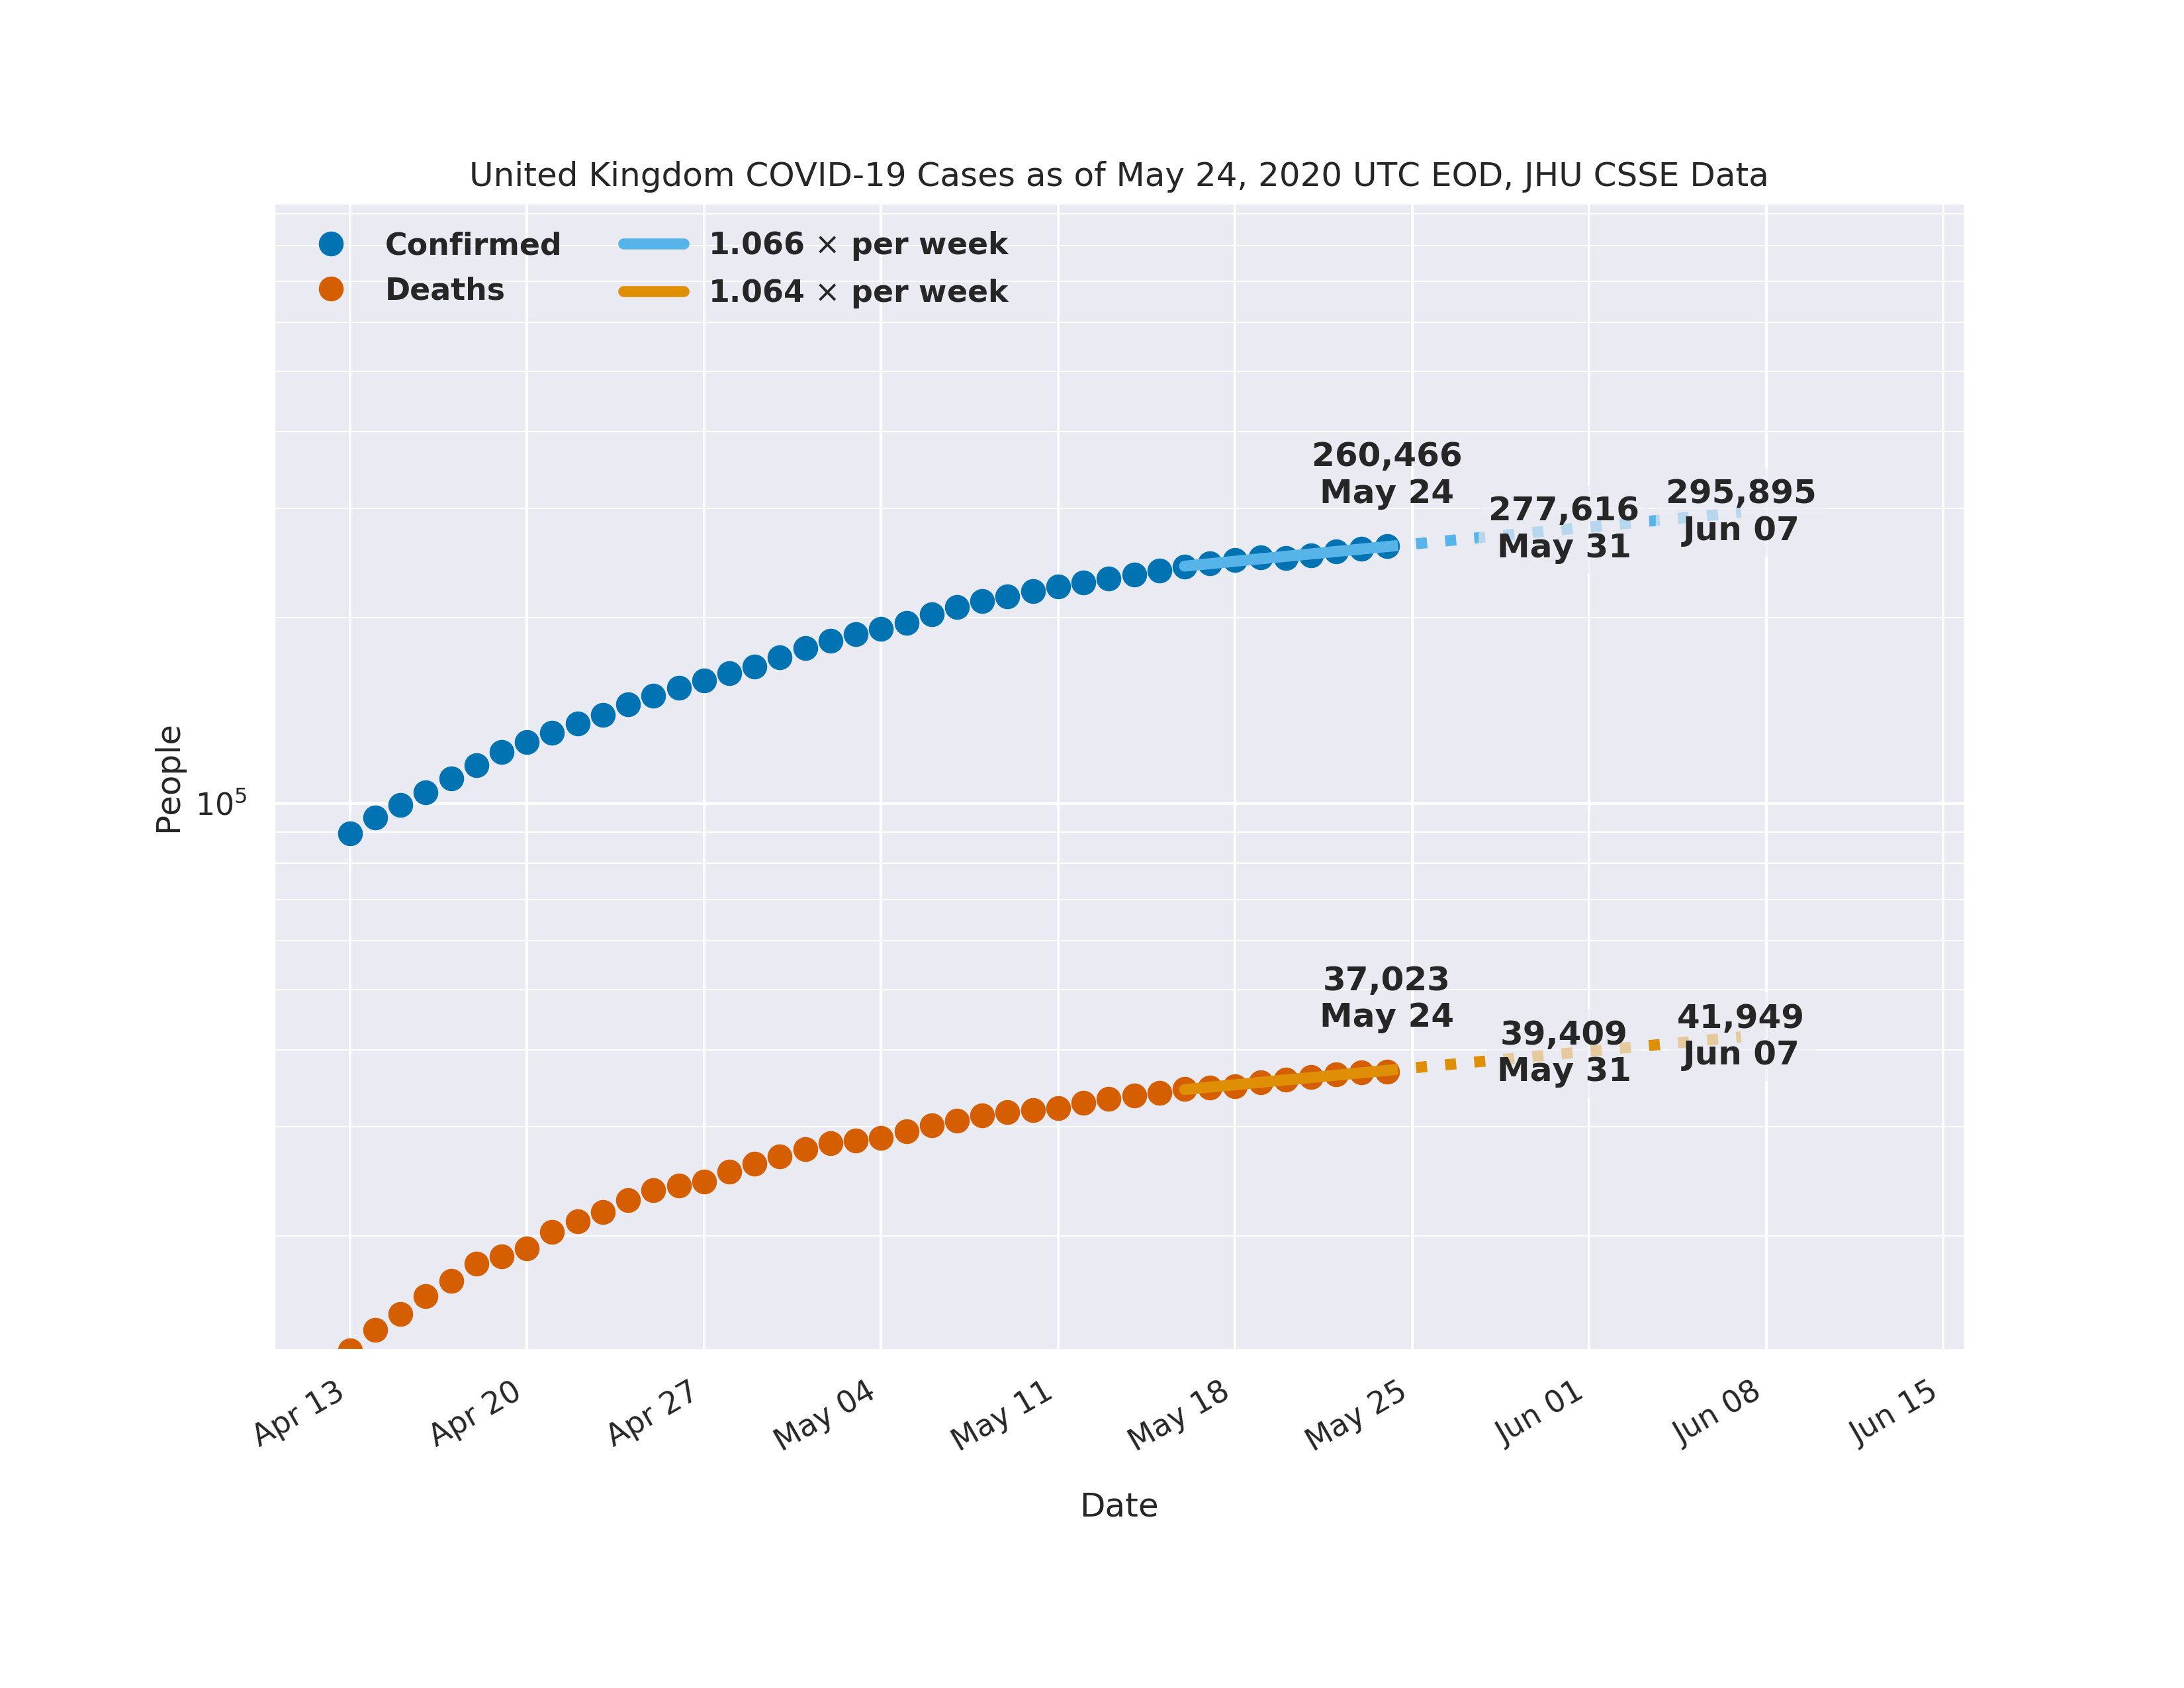 United Kingdom COVID-19 Cases as of May 24, 2020 UTC EOD, JHU CSSE Data
Confirmed
Deaths
1.066 × per week
1.064 × per week
260,466
May 24
277,616
May 31
295,895
Jun 07
People
10⁵
37,023
May 24
39,409
May 31
41,949
Jun 07
Apr 13
Apr 20
Apr 27
May 04
May 11
May 18
May 25
Jun 01
Jun 08
Jun 15
Date